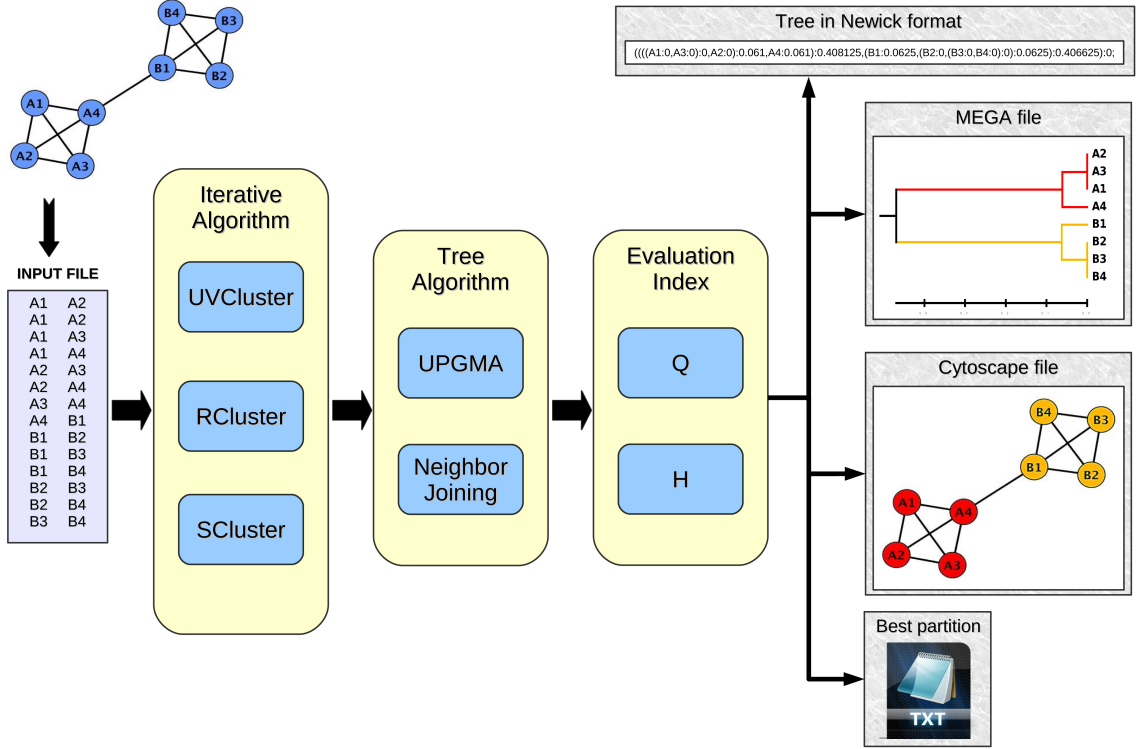 B4
B3
B1
B2
A1
A4
A2
A3
INPUT FILE
A1 A2
A1 A2
A1 A3
A1 A4
A2 A3
A2 A4
A3 A4
A4 B1
B1 B2
B1 B3
B1 B4
B2 B3
B2 B4
B3 B4
Iterative
Algorithm
UVCluster
RCluster
SCluster
Tree
Algorithm
UPGMA
Neighbor
Joining
Evaluation
Index
Q
H
Tree in Newick format
((((A1:0,A3:0):0,A2:0):0.061,A4:0.061):0.408125,(B1:0.0625,(B2:0,(B3:0,B4:0):0):0.0625):0.406625):0;
MEGA file
A2
A3
A1
A4
B1
B2
B3
B4
Cytoscape file
B4
B3
B1
B2
A1
A4
A2
A3
Best partition
TXT